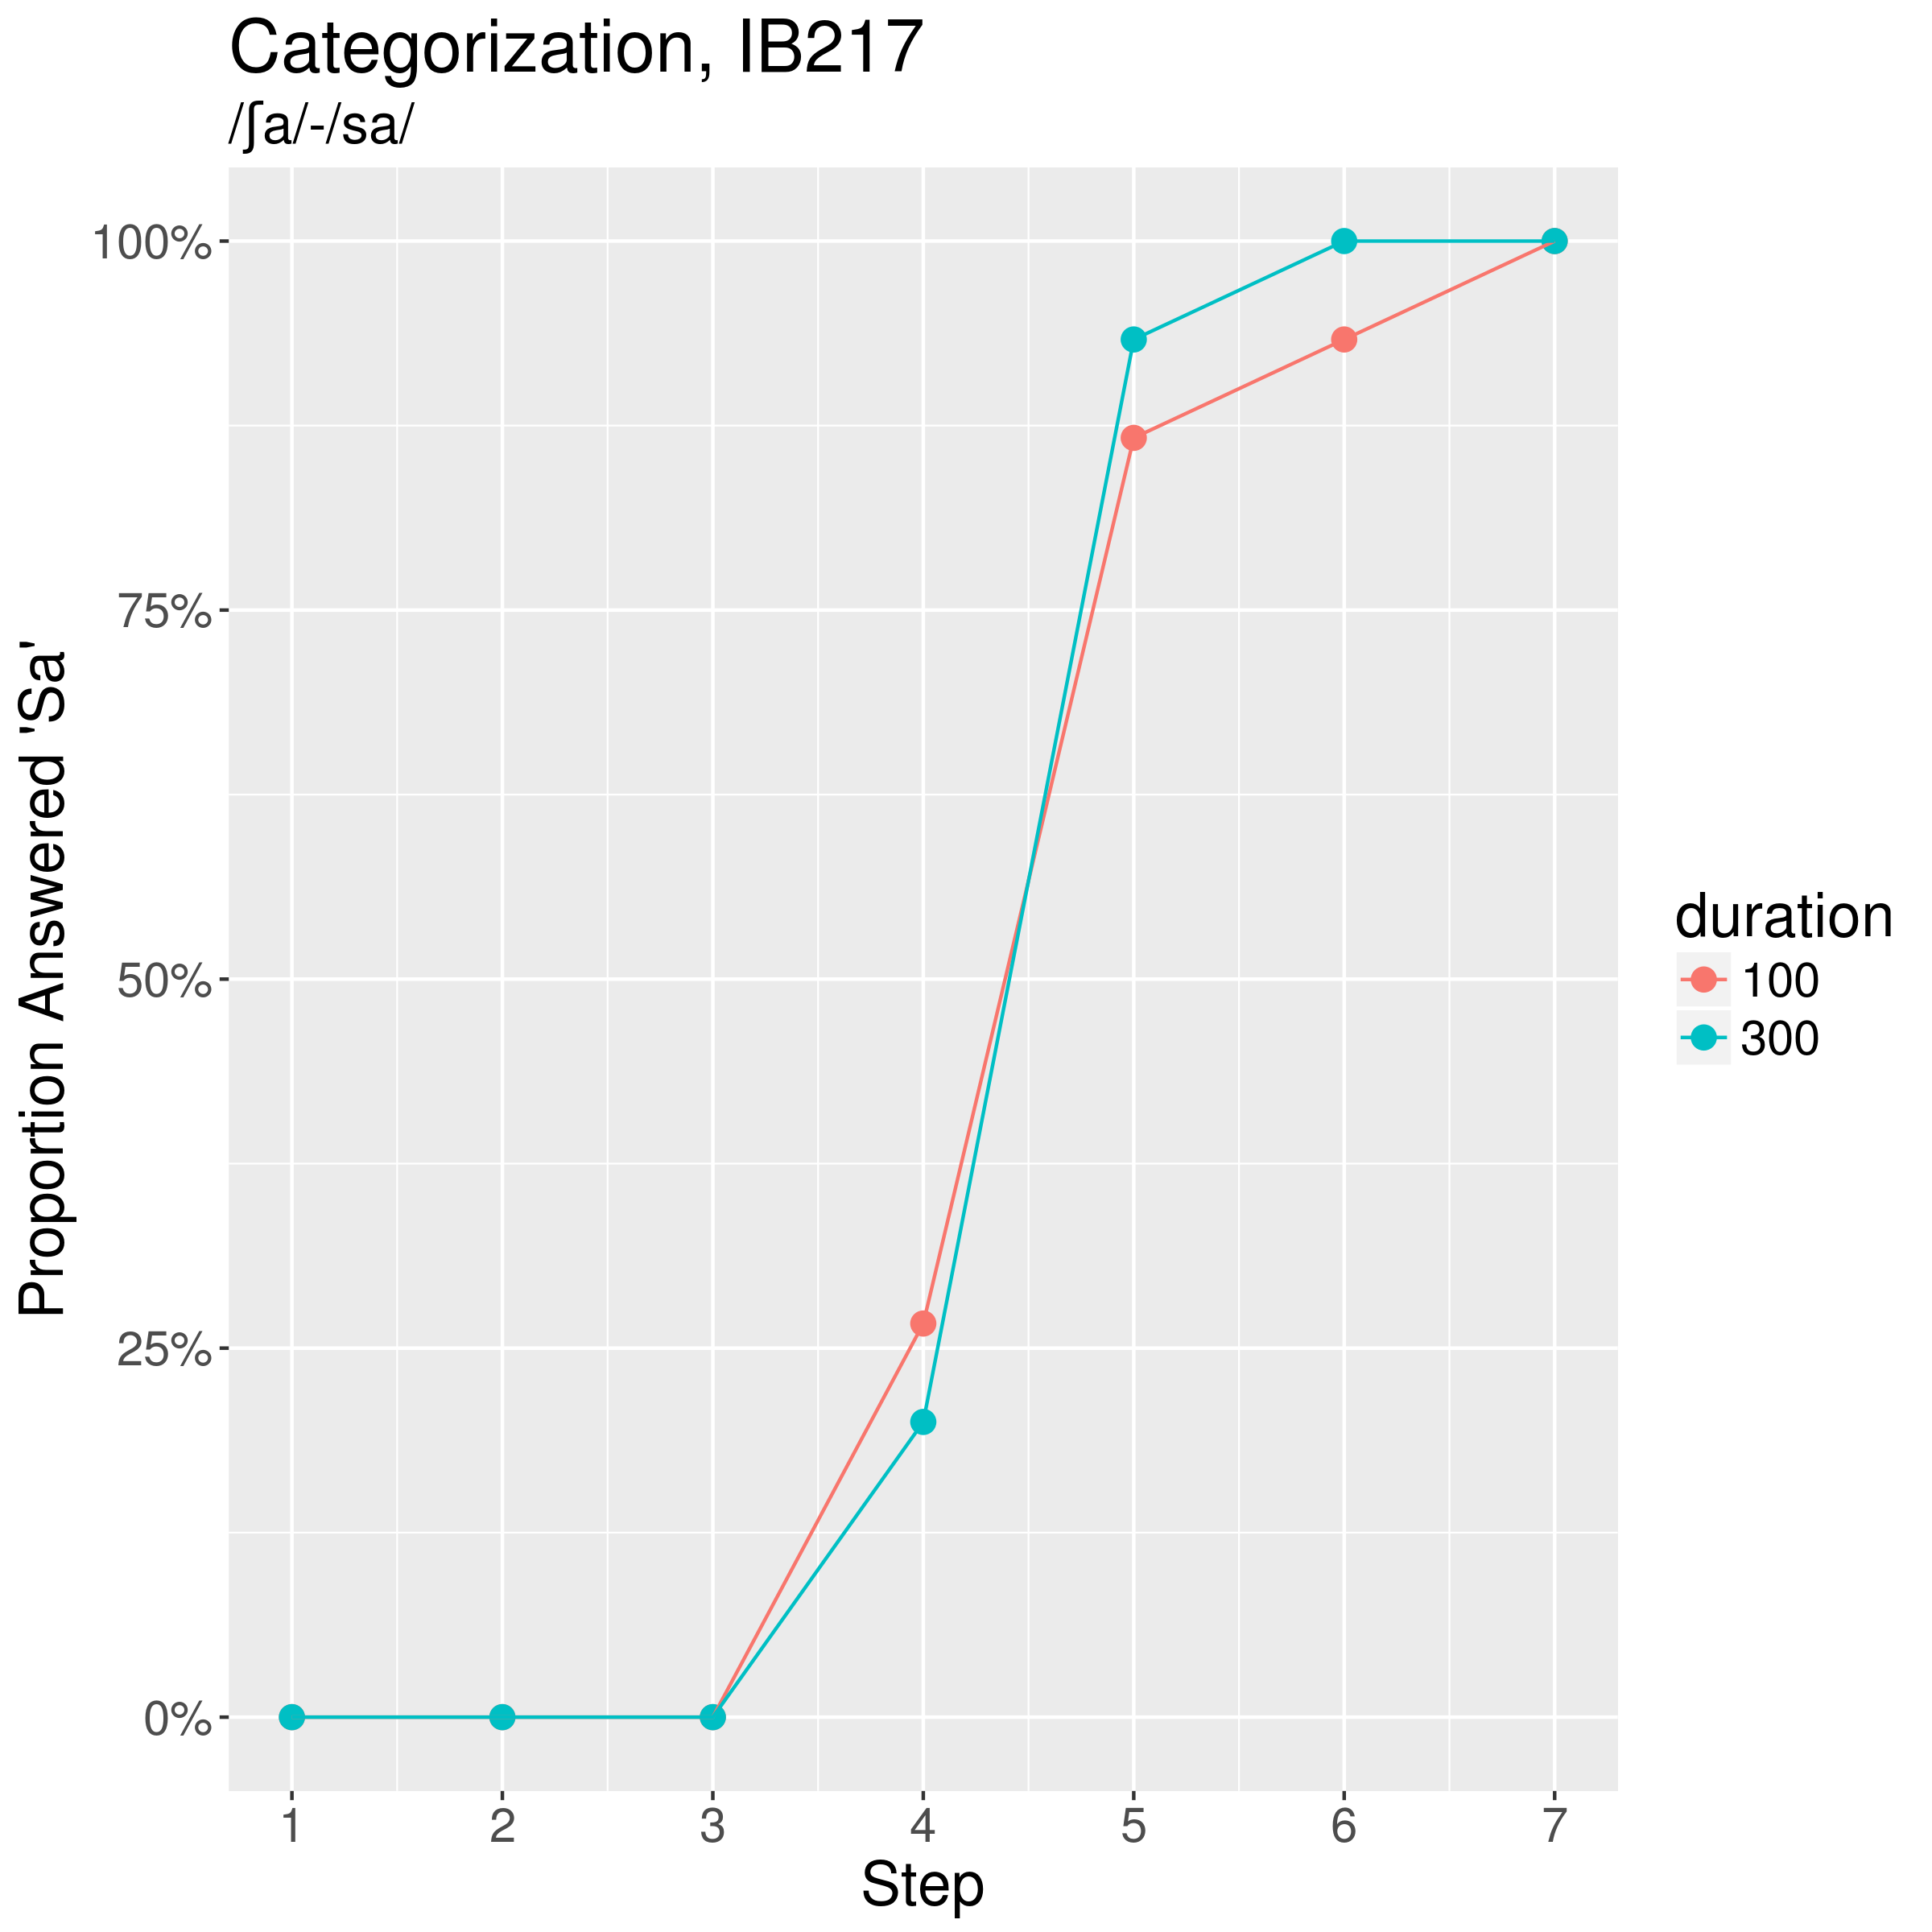 Categorization, IB217
/ʃa/-/sa/
100%
75%
50%
25%
0%
Proportion Answered 'Sa'
1 2 3 4 5 6 7
Step
duration
100
300